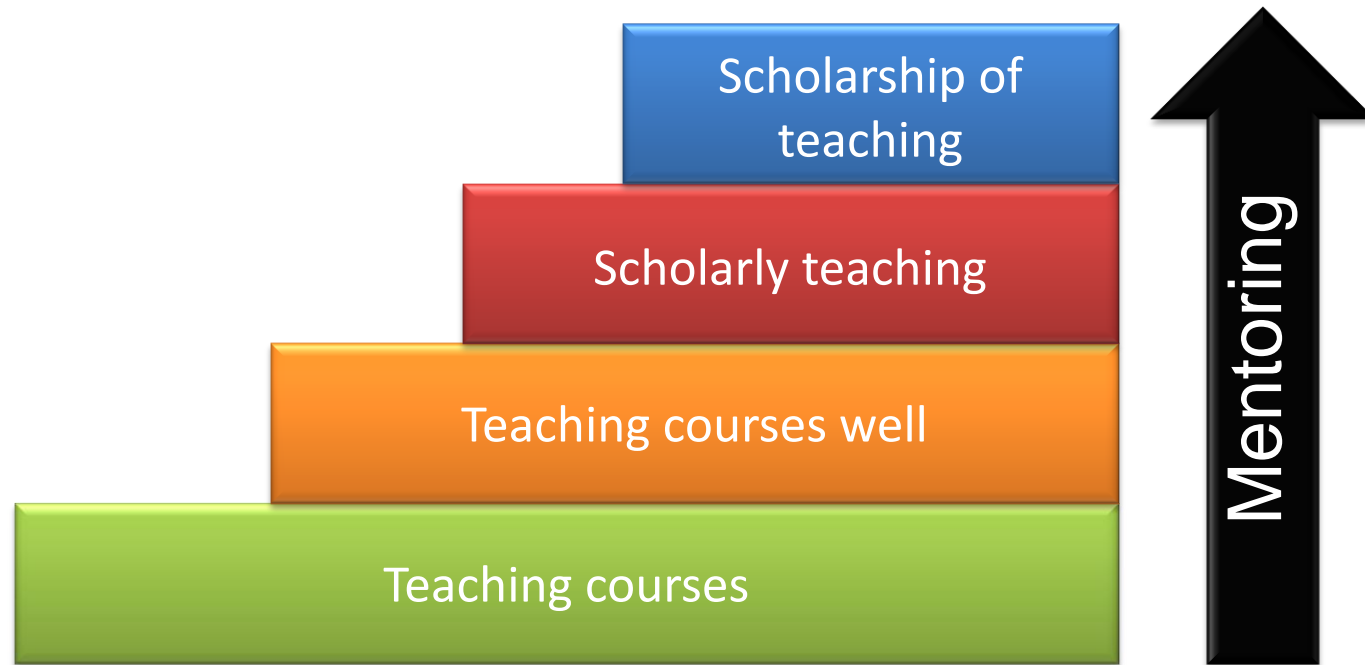 Scholarship of
teaching
Scholarly teaching
Teaching courses well
Teaching courses
Mentoring